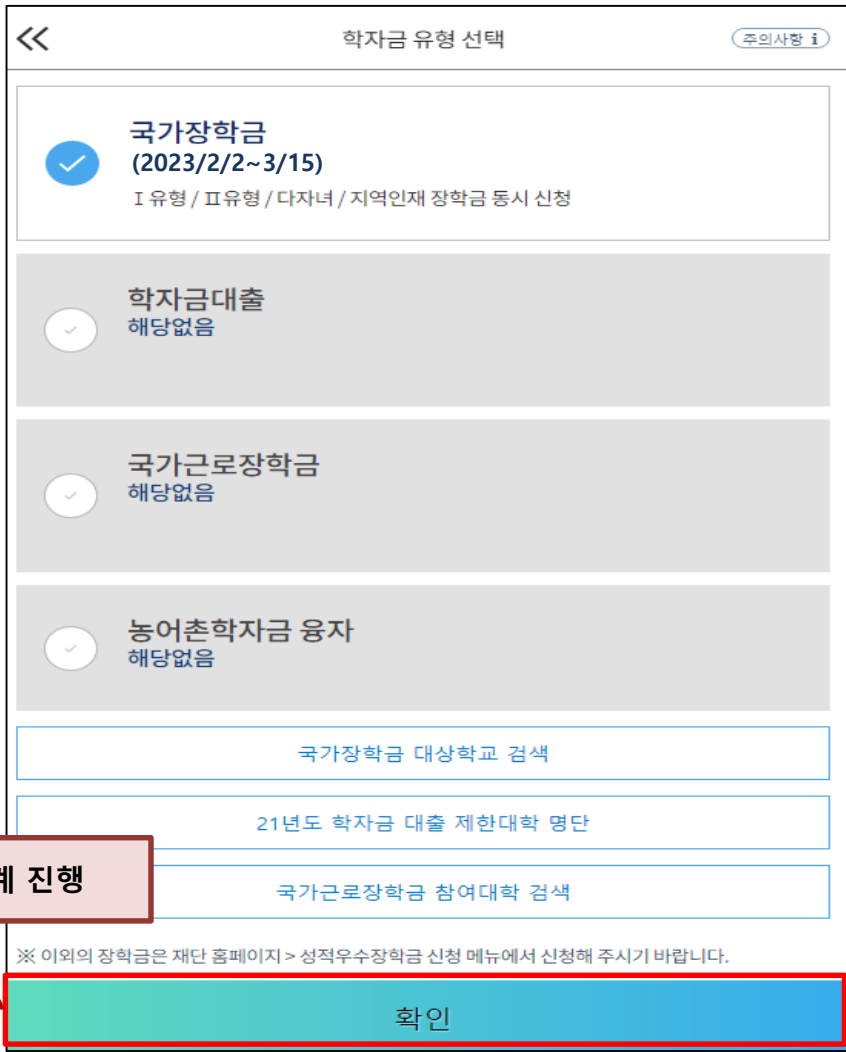 학자금 유형 선택
주의사항 i
국가장학금
(2023/2/2~3/15)
Ⅰ유형 / Ⅱ유형 / 다자녀 / 지역인재 장학금 동시 신청
학자금대출
해당없음
국가근로장학금
해당없음
농어촌학자금 융자
해당없음
국가장학금 대상학교 검색
21년도 학자금 대출 제한대학 명단
진행
국가근로장학금 참여대학 검색
※ 이외의 장학금은 재단 홈페이지 > 성적우수장학금 신청 메뉴에서 신청해 주시기 바랍니다.
확인